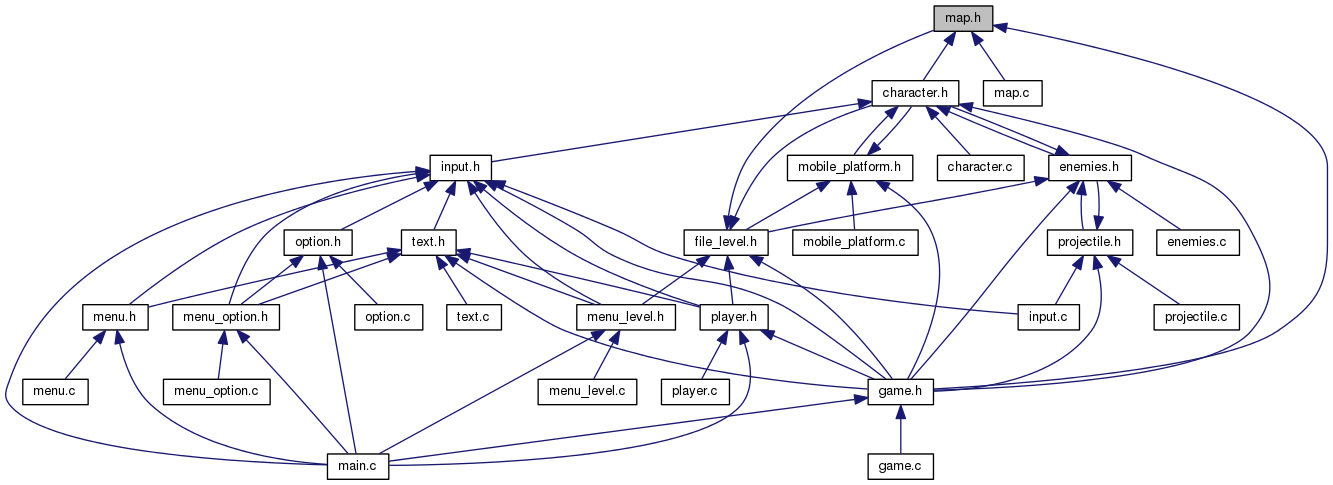 map.h
character.h
map.c
input.h
mobile_platform.h
character.c
enemies.h
option.h
text.h
file_level.h
mobile_platform.c
projectile.h
enemies.c
menu.h
menu_option.h
option.c
text.c
menu_level.h
player.h
input.c
projectile.c
menu.c
menu_option.c
menu_level.c
player.c
game.h
main.c
game.c